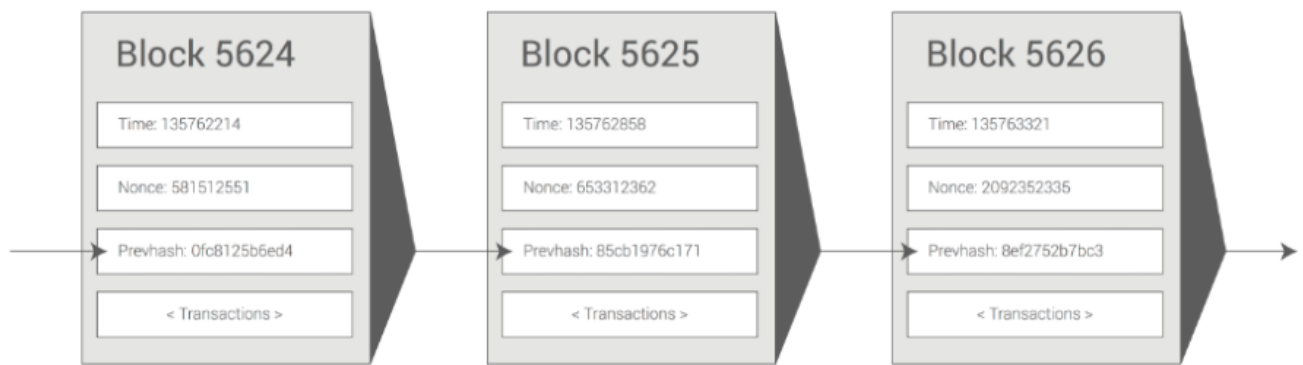 Block 5624
Time: 135762214
Nonce: 581512551
Prevhash: 0fc8125b6ed4
< Transactions >
Block 5625
Time: 135762858
Nonce: 653312362
Prevhash: 85cb1976c171
< Transactions >
Block 5626
Time: 135763321
Nonce: 2092352335
Prevhash: 8ef2752b7bc3
< Transactions >